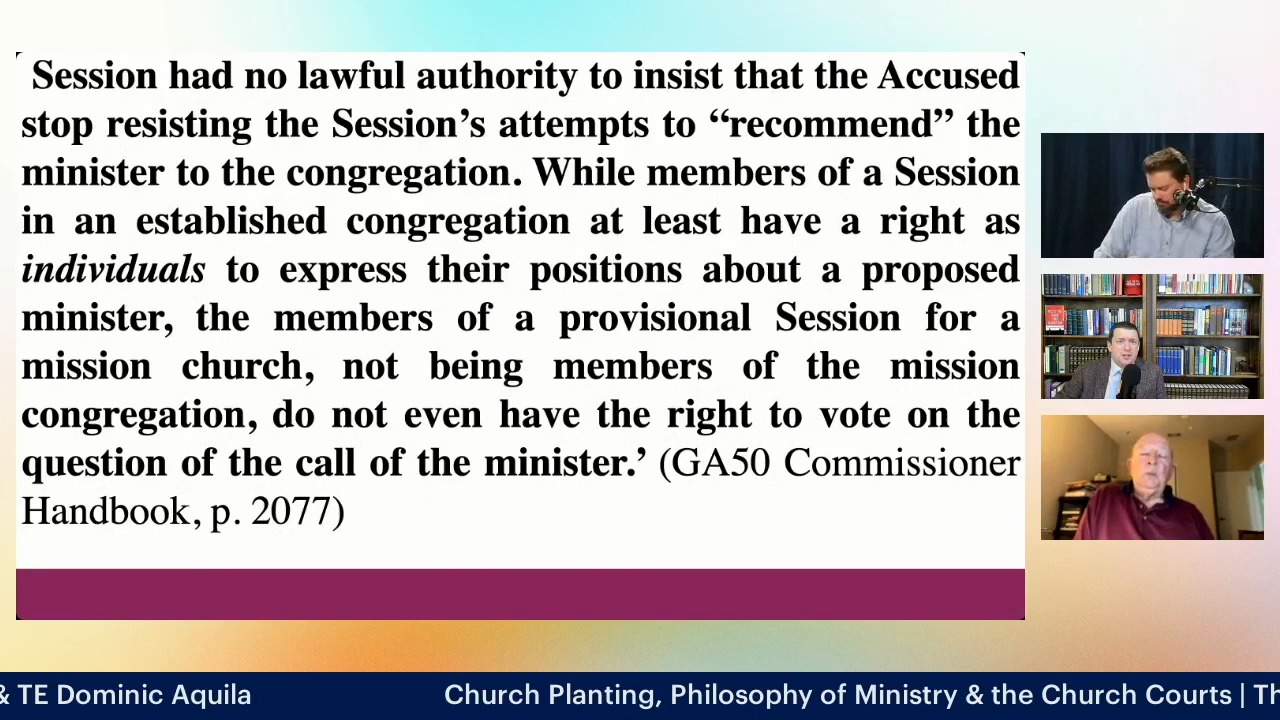 Session had no lawful authority to insist that the Accused
stop resisting the Session’s attempts to “recommend” the
minister to the congregation. While members of a Session
in an established congregation at least have a right as
individuals to express their positions about a proposed
minister, the members of a provisional Session for a
mission church, not being members of the mission
congregation, do not even have the right to vote on the
question of the call of the minister.’ (GA50 Commissioner
Handbook, p. 2077)
& TE Dominic Aquila Church Planting, Philosophy of Ministry & the Church Courts | Th